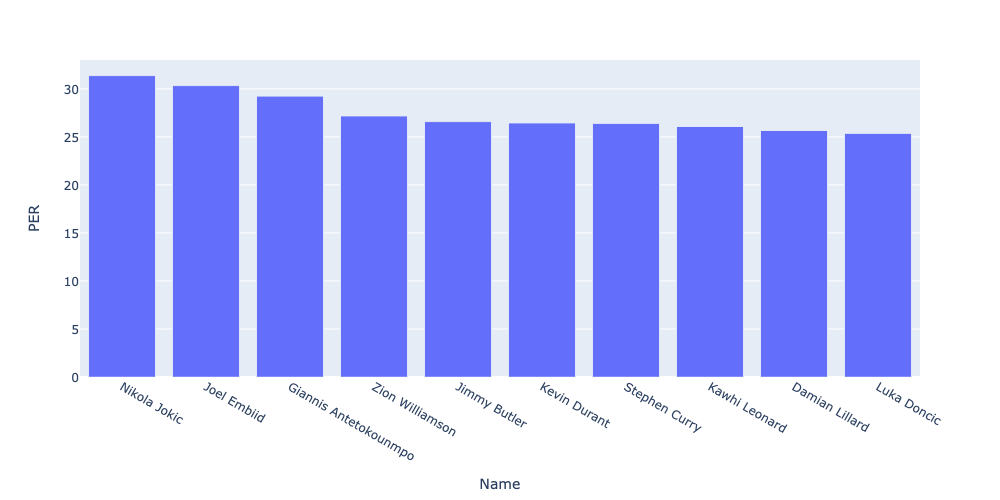 30
25
20
15
10
5
0
PER
Nikola Jokic
Joel Embiid
Giannis Antetokounmpo
Zion Williamson
Jimmy Butler
Kevin Durant
Stephen Curry
Kawhi Leonard
Damian Lillard
Luka Doncic
Name